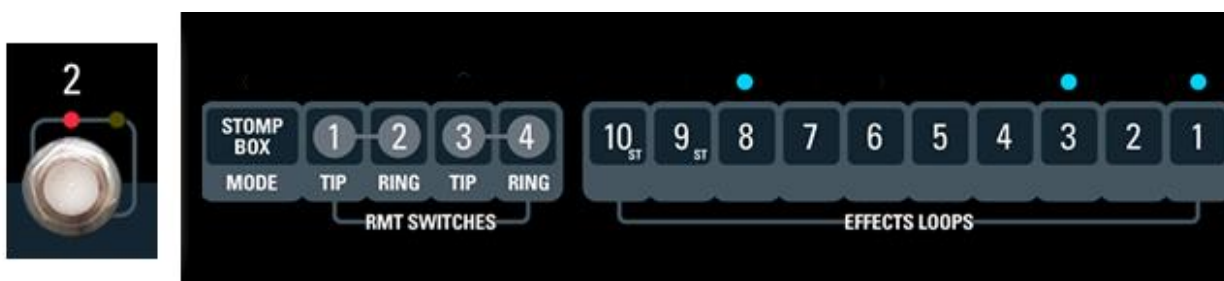 2
STOMP
BOX
1 2 3 4
10 ST 9 ST 8 7 6 5 4 3 2 1
MODE TIP RING TIP RING
RMT SWITCHES
EFFECTS LOOPS